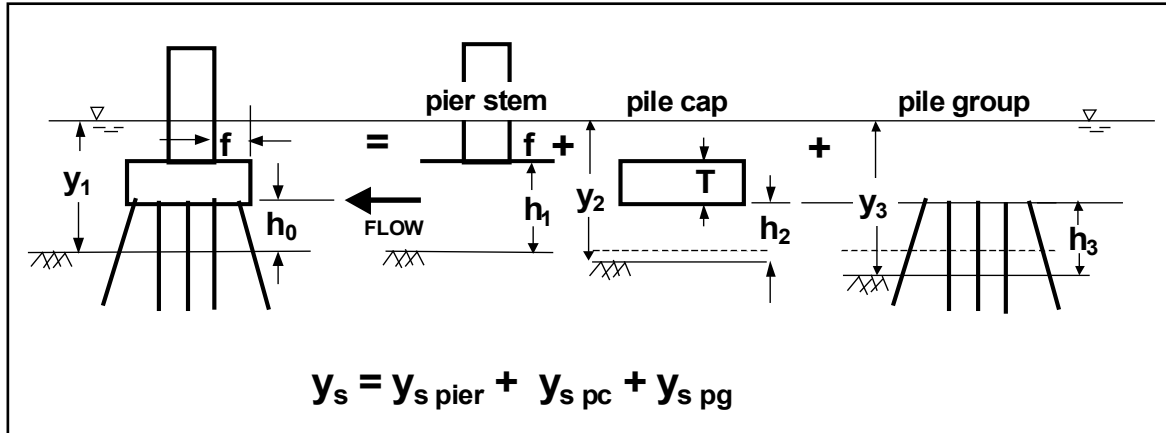 pier stem pile cap pile group
f = f + +
y₁ T
h₁ y₂ y₃
h₀ FLOW h₂ h₃
yₛ = yₛ ₚᵢₑᵣ + yₛ ₚc + yₛ ₚg